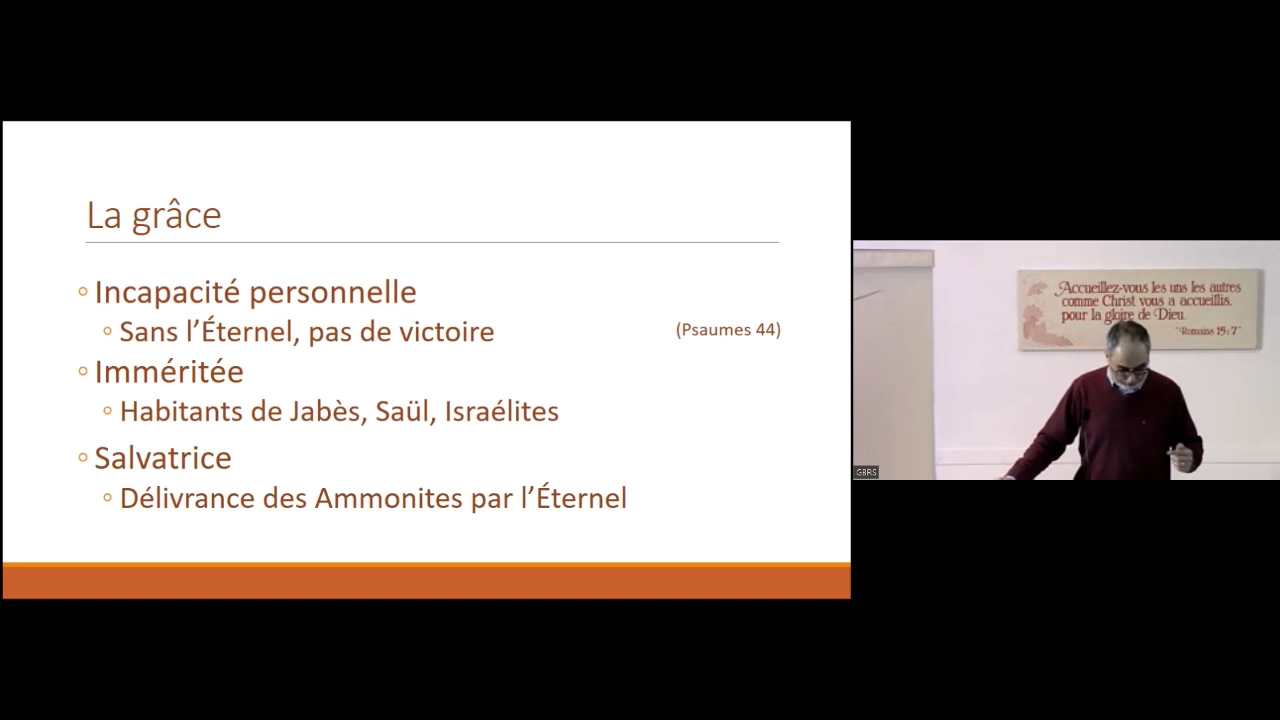 La grâce
Incapacité personnelle
Sans l’Éternel, pas de victoire
(Psaumes 44)
Imméritée
Habitants de Jabès, Saül, Israélites
Salvatrice
Délivrance des Ammonites par l’Éternel
Accueillez-vous les uns les autres
comme Christ vous a accueillis,
pour la gloire de Dieu.
"Romains 15:7"
GBRS